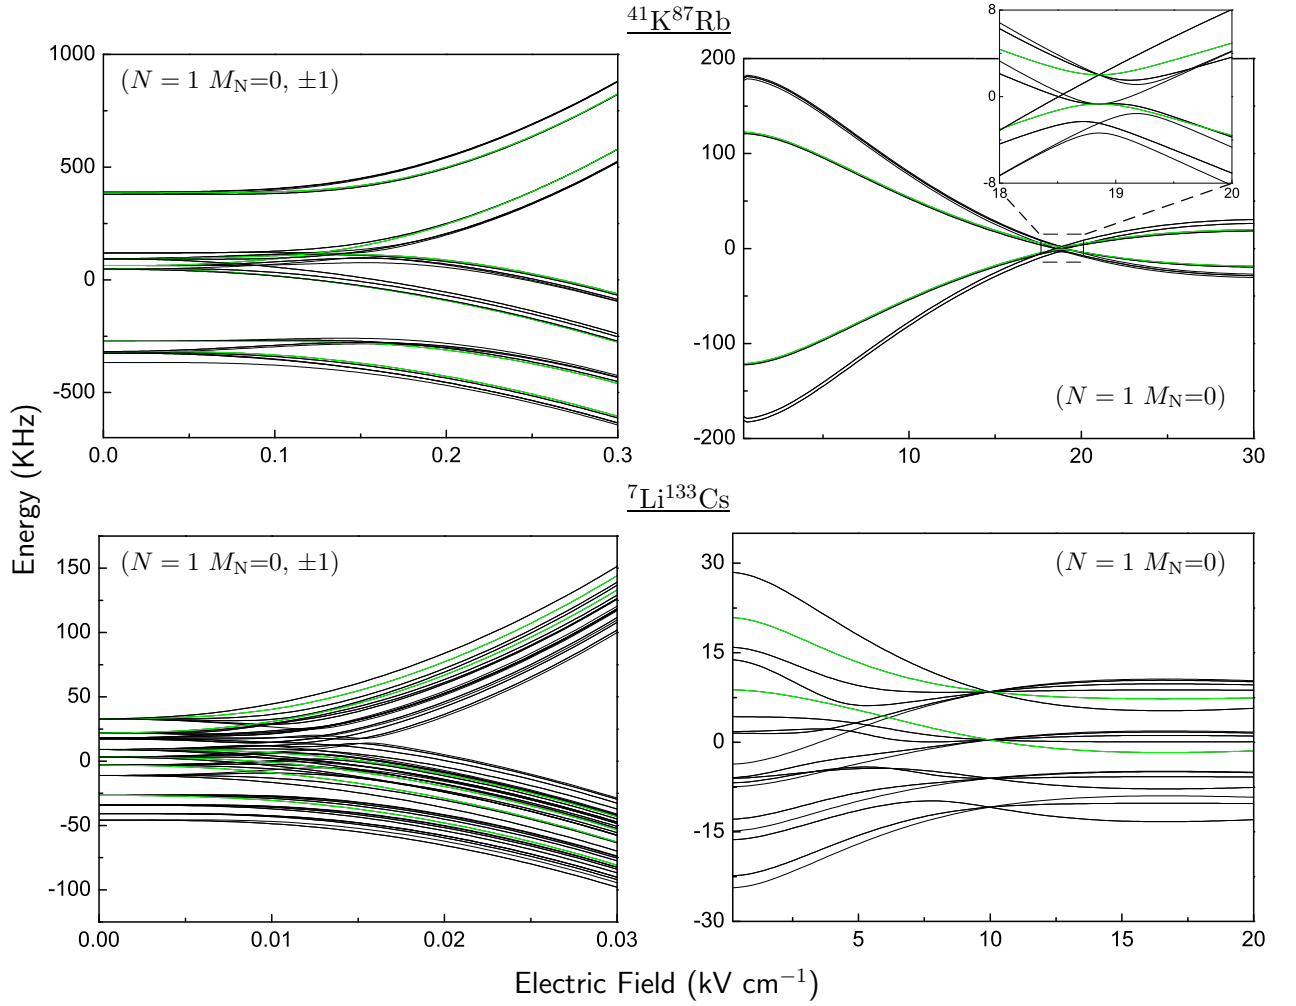 ⁴¹K⁸⁷Rb
(N = 1 M_N=0, ±1)
1000
500
0
-500
0.0 0.1 0.2 0.3
200
100
0
-100
-200
10 20 30
(N = 1 M_N=0)
8
0
-8
18 19 20
Energy (KHz)
⁷Li¹³³Cs
(N = 1 M_N=0, ±1)
150
100
50
0
-50
-100
0.00 0.01 0.02 0.03
(N = 1 M_N=0)
30
15
0
-15
-30
5 10 15 20
Electric Field (kV cm⁻¹)